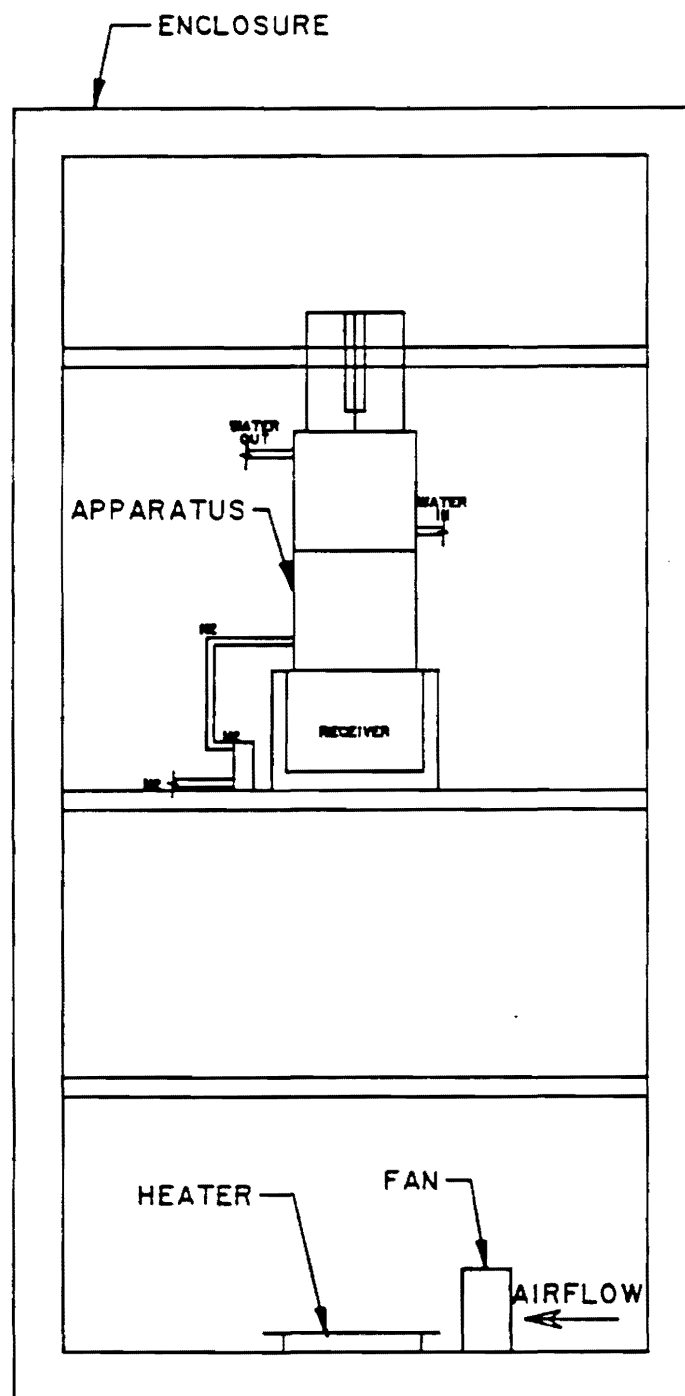 ENCLOSURE
WATER
OUT
WATER
IN
APPARATUS
RECEIVER
HEATER
FAN
AIRFLOW